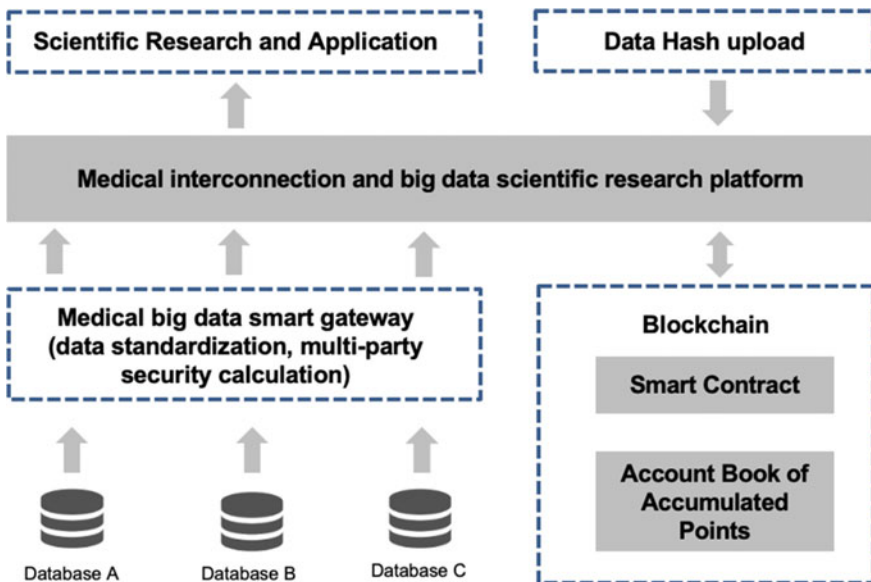 Scientific Research and Application
Data Hash upload
Medical interconnection and big data scientific research platform
Medical big data smart gateway
(data standardization, multi-party
security calculation)
Blockchain
Smart Contract
Account Book of
Accumulated
Points
Database A
Database B
Database C